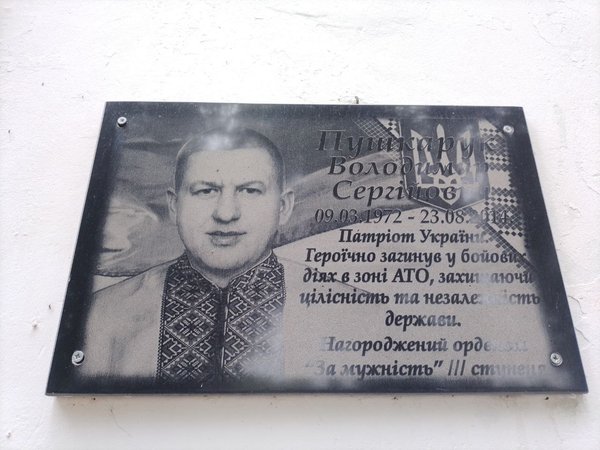 Пушкарук
Володимир
Сергійович
09.03.1972 - 23.08.2014
Патріот України.
Героїчно загинув у бойових
діях в зоні АТО, захищаючи
цілісність та незалежність
держави.
Нагороджений орденом
“За мужність” III ступеня